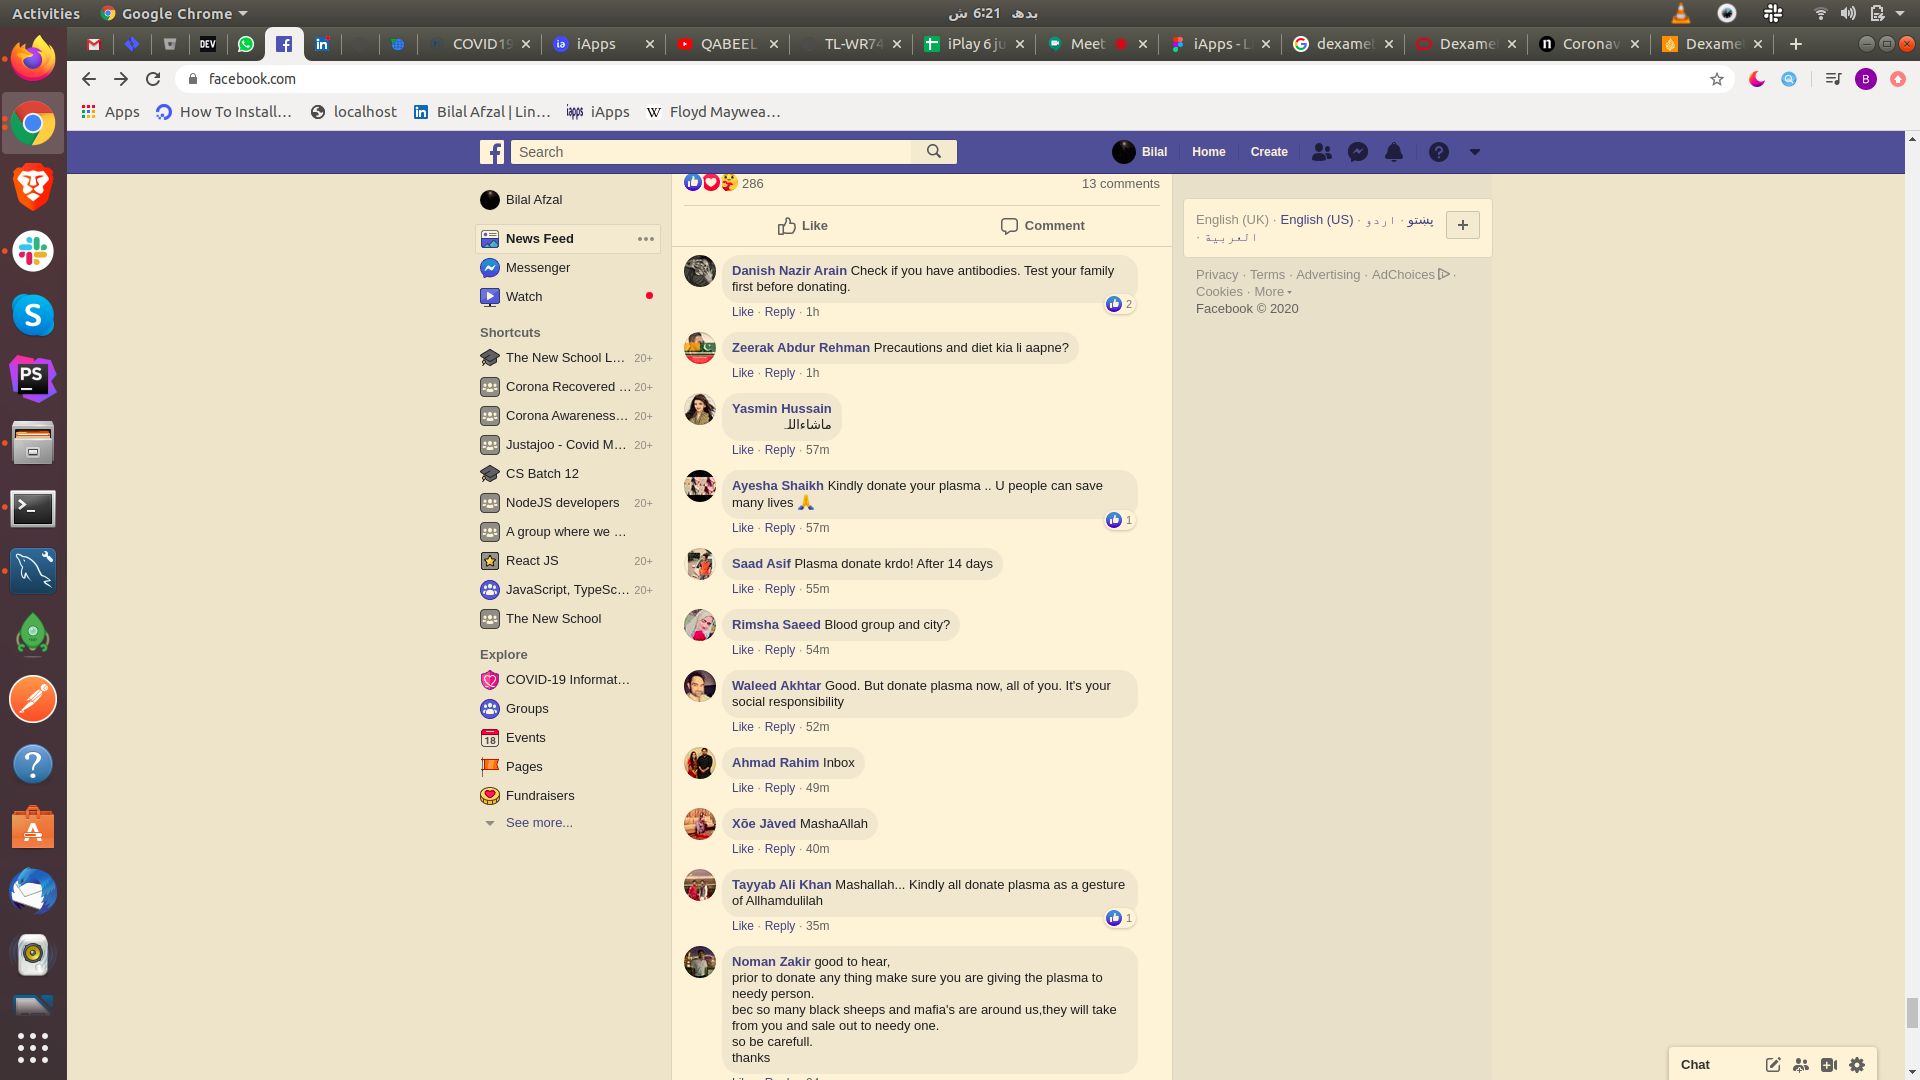 Activities
Google Chrome
بدھ 6:21 ش
DEV
COVID19
iApps
QABEEL
TL-WR74
iPlay 6 ju
Meet
iApps - L
dexamet
Dexame
Coronav
Dexame
facebook.com
B
Apps
How To Install…
localhost
Bilal Afzal | Lin…
iApps
Floyd Maywea…
Search
Bilal
Home
Create
Bilal Afzal
News Feed
Messenger
Watch
Shortcuts
The New School L... 20+
Corona Recovered ... 20+
Corona Awareness... 20+
Justajoo - Covid M... 20+
CS Batch 12
NodeJS developers 20+
A group where we ...
React JS 20+
JavaScript, TypeSc... 20+
The New School
Explore
COVID-19 Informat...
Groups
18 Events
Pages
Fundraisers
See more...
286
13 comments
Like
Comment
Danish Nazir Arain Check if you have antibodies. Test your family
first before donating.
2
Like · Reply · 1h
Zeerak Abdur Rehman Precautions and diet kia li aapne?
Like · Reply · 1h
Yasmin Hussain
ماشاءاللہ
Like · Reply · 57m
Ayesha Shaikh Kindly donate your plasma .. U people can save
many lives 🙏
1
Like · Reply · 57m
Saad Asif Plasma donate krdo! After 14 days
Like · Reply · 55m
Rimsha Saeed Blood group and city?
Like · Reply · 54m
Waleed Akhtar Good. But donate plasma now, all of you. It's your
social responsibility
Like · Reply · 52m
Ahmad Rahim Inbox
Like · Reply · 49m
Xõe Jàved MashaAllah
Like · Reply · 40m
Tayyab Ali Khan Mashallah... Kindly all donate plasma as a gesture
of Allhamdulilah
1
Like · Reply · 35m
Noman Zakir good to hear,
prior to donate any thing make sure you are giving the plasma to
needy person.
bec so many black sheeps and mafia's are around us,they will take
from you and sale out to needy one.
so be carefull.
thanks
English (UK) · English (US) · اردو · پښتو
· العربية
Privacy · Terms · Advertising · AdChoices ·
Cookies · More
Facebook © 2020
Chat
PS